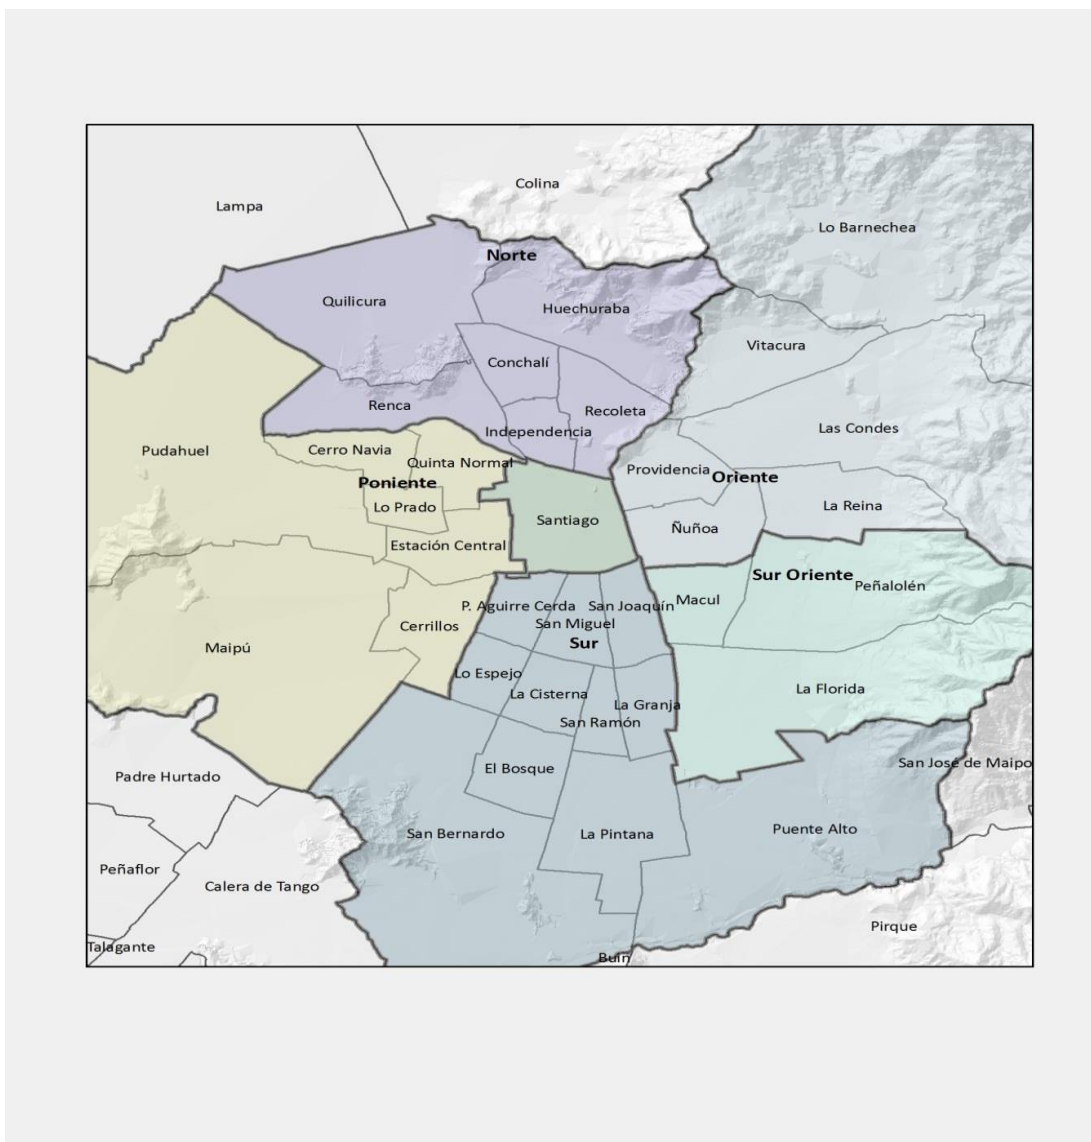 Colina
Lampa
Lo Barnechea
Norte
Quilicura
Huechuraba
Vitacura
Conchalí
Renca
Recoleta
Independencia
Las Condes
Pudahuel
Cerro Navia
Quinta Normal
Providencia
Oriente
Poniente
Lo Prado
La Reina
Santiago
Ñuñoa
Estación Central
Sur Oriente
Peñalolén
P. Aguirre Cerda
San Joaquín
Macul
Cerrillos
San Miguel
Sur
Maipú
Lo Espejo
La Florida
La Cisterna
La Granja
San Ramón
El Bosque
San José de Maipo
Padre Hurtado
San Bernardo
La Pintana
Puente Alto
Peñaflor
Calera de Tango
Pirque
Talagante
Buin